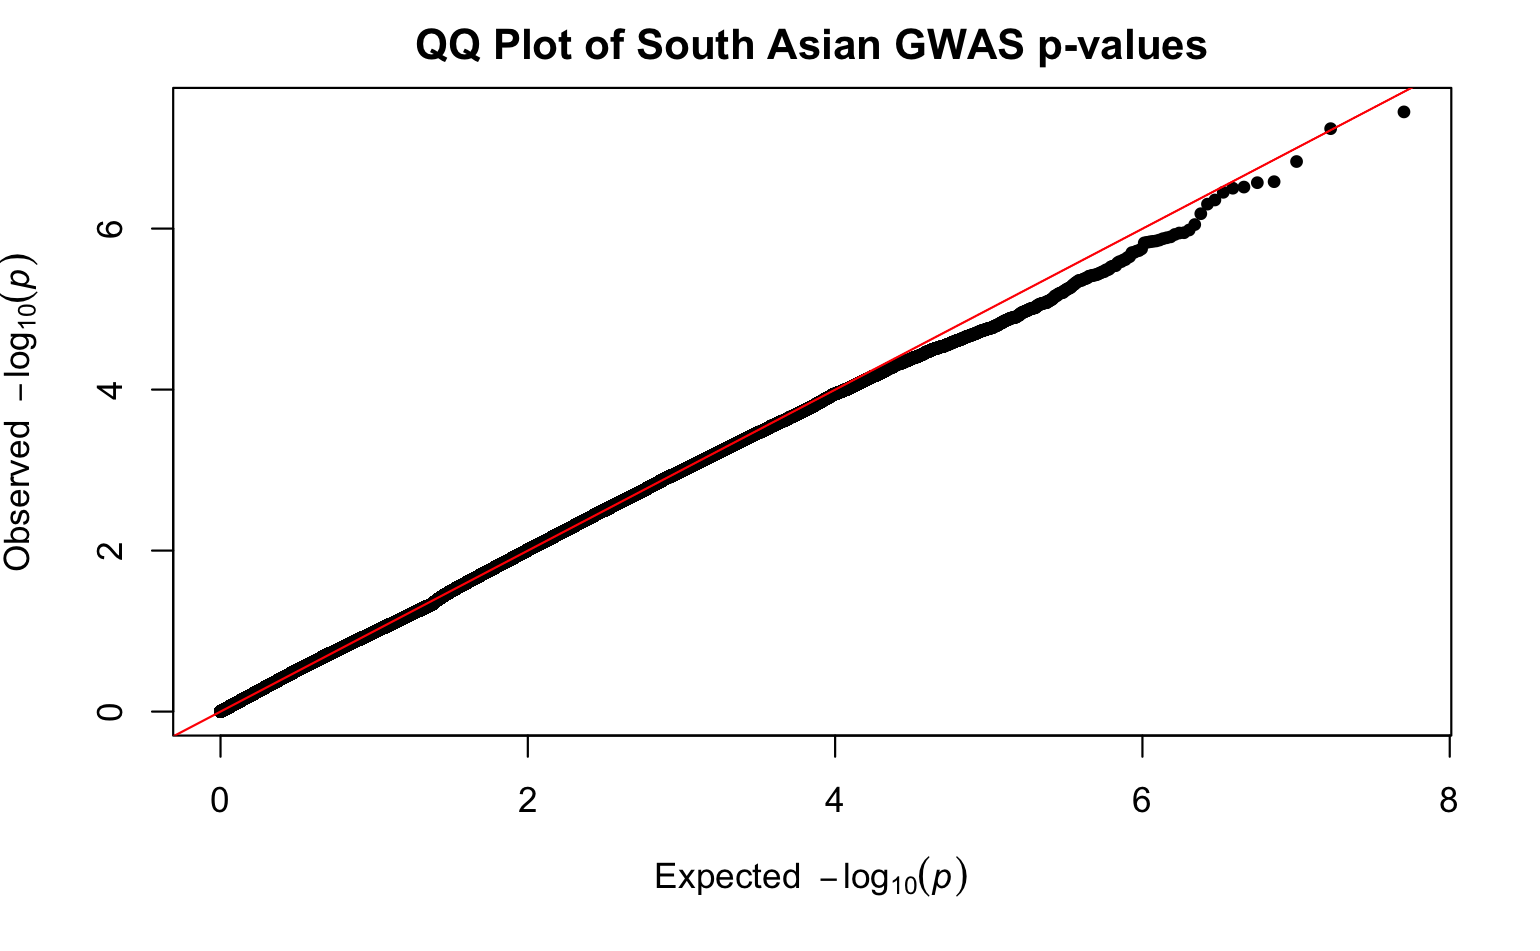 QQ Plot of South Asian GWAS p-values
Observed −log10(p)
6
4
2
0
0 2 4 6 8
Expected −log10(p)